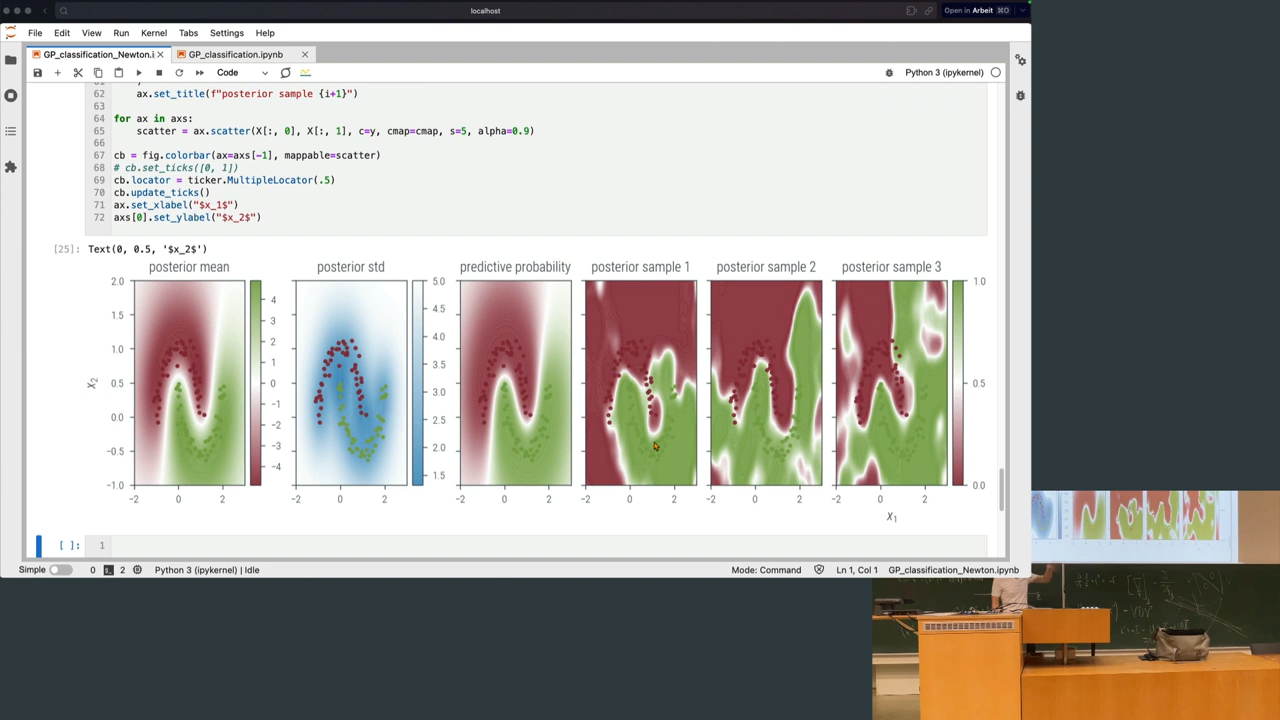 localhost
Open in Arbeit ⌘O
File Edit View Run Kernel Tabs Settings Help
GP_classification_Newton.i
GP_classification.ipynb
Code
Python 3 (ipykernel)
62 ax.set_title(f"posterior sample {i+1}")
63
64 for ax in axs:
65 scatter = ax.scatter(X[:, 0], X[:, 1], c=y, cmap=cmap, s=5, alpha=0.9)
66
67 cb = fig.colorbar(ax=axs[-1], mappable=scatter)
68 # cb.set_ticks([0, 1])
69 cb.locator = ticker.MultipleLocator(.5)
70 cb.update_ticks()
71 ax.set_xlabel("$x_1$")
72 axs[0].set_ylabel("$x_2$")
[25]: Text(0, 0.5, '$x_2$')
posterior mean posterior std predictive probability posterior sample 1 posterior sample 2 posterior sample 3
2.0 1.5 1.0 0.5 0.0 −0.5 −1.0
x2
4 3 2 1 0 −1 −2 −3 −4
5.0 4.5 4.0 3.5 3.0 2.5 2.0 1.5
1.0 0.5 0.0
−2 0 2 −2 0 2 −2 0 2 −2 0 2 −2 0 2 −2 0 2
x1
[ ]: 1
Simple 0 2 Python 3 (ipykernel) | Idle
Mode: Command Ln 1, Col 1 GP_classification_Newton.ipynb